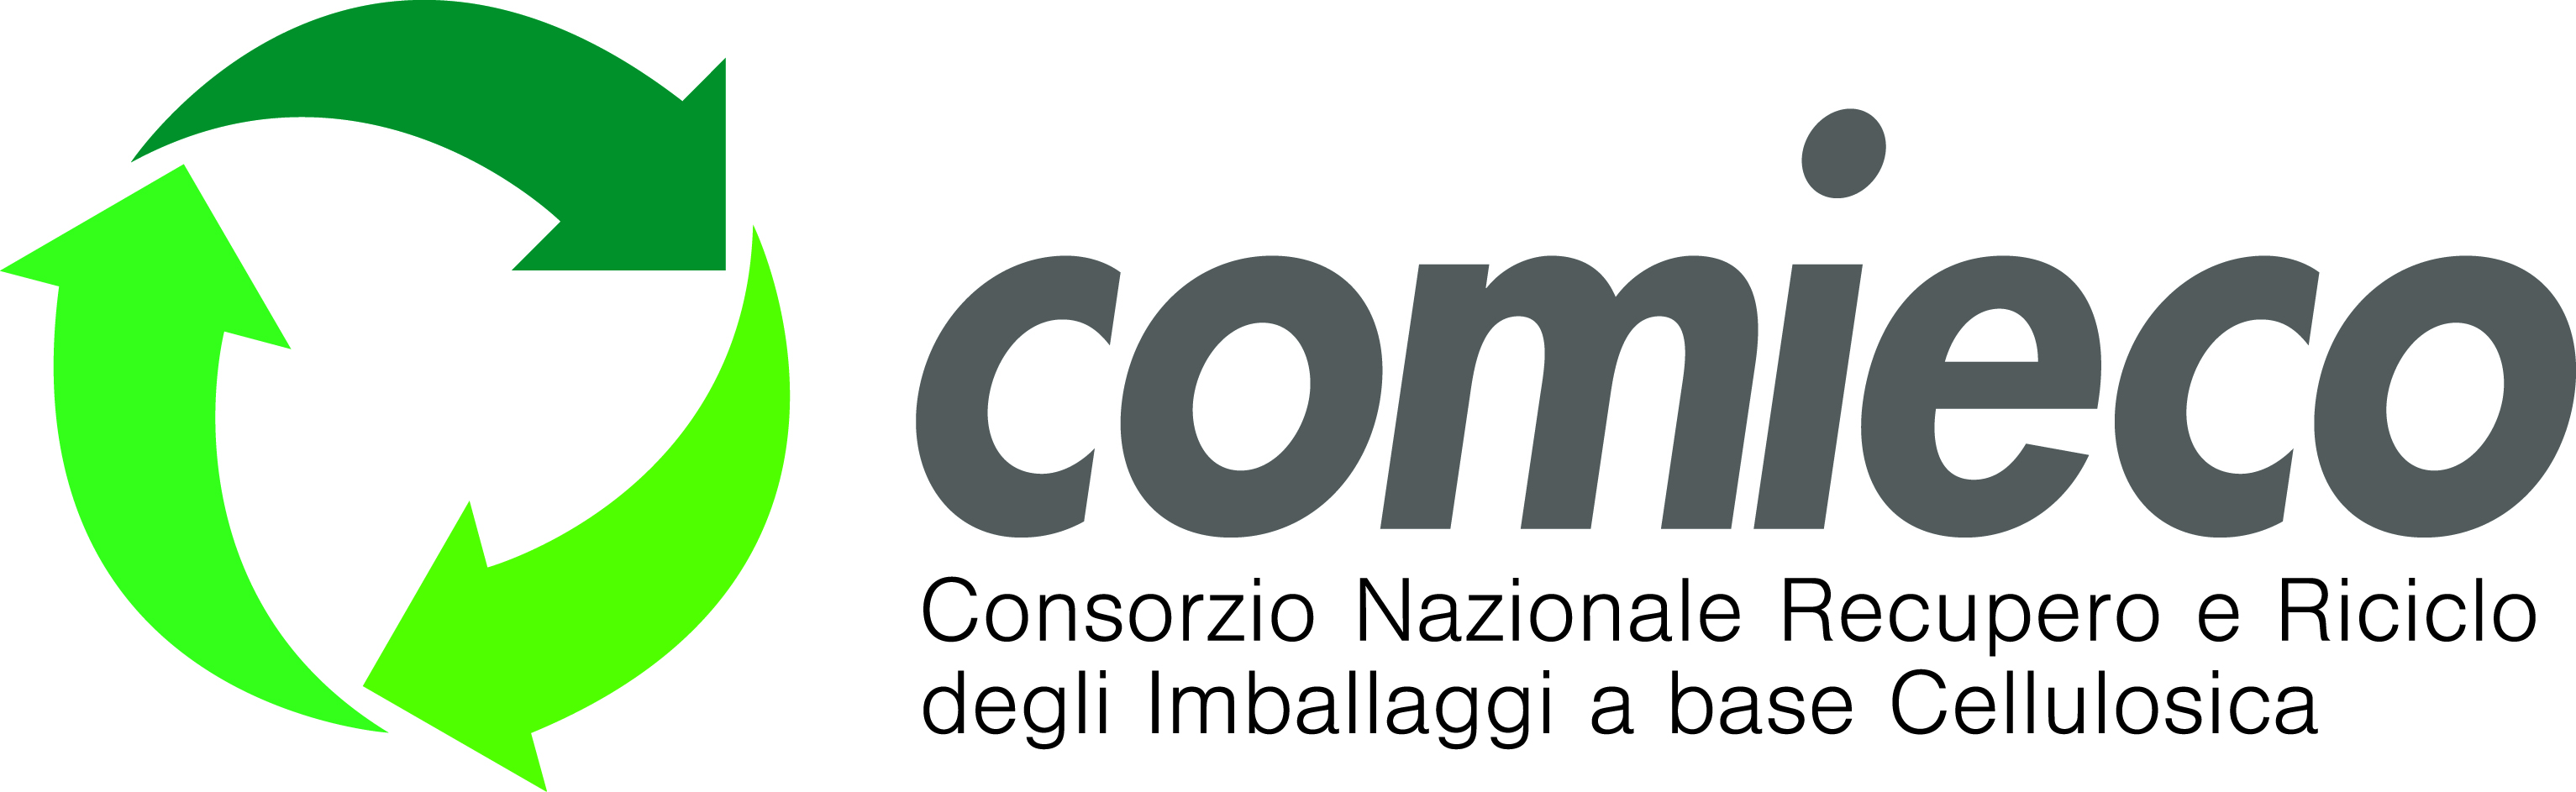 comieco
Consorzio Nazionale Recupero e Riciclo
degli Imballaggi a base Cellulosica